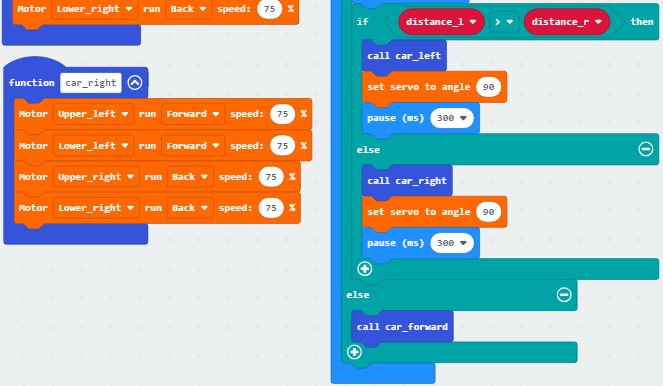 Motor Lower_right run Back speed: 75 %
function car_right
Motor Upper_left run Forward speed: 75 %
Motor Lower_left run Forward speed: 75 %
Motor Upper_right run Back speed: 75 %
Motor Lower_right run Back speed: 75 %
if distance_l > distance_r then
call car_left
set servo to angle 90
pause (ms) 300
else
call car_right
set servo to angle 90
pause (ms) 300
else
call car_forward